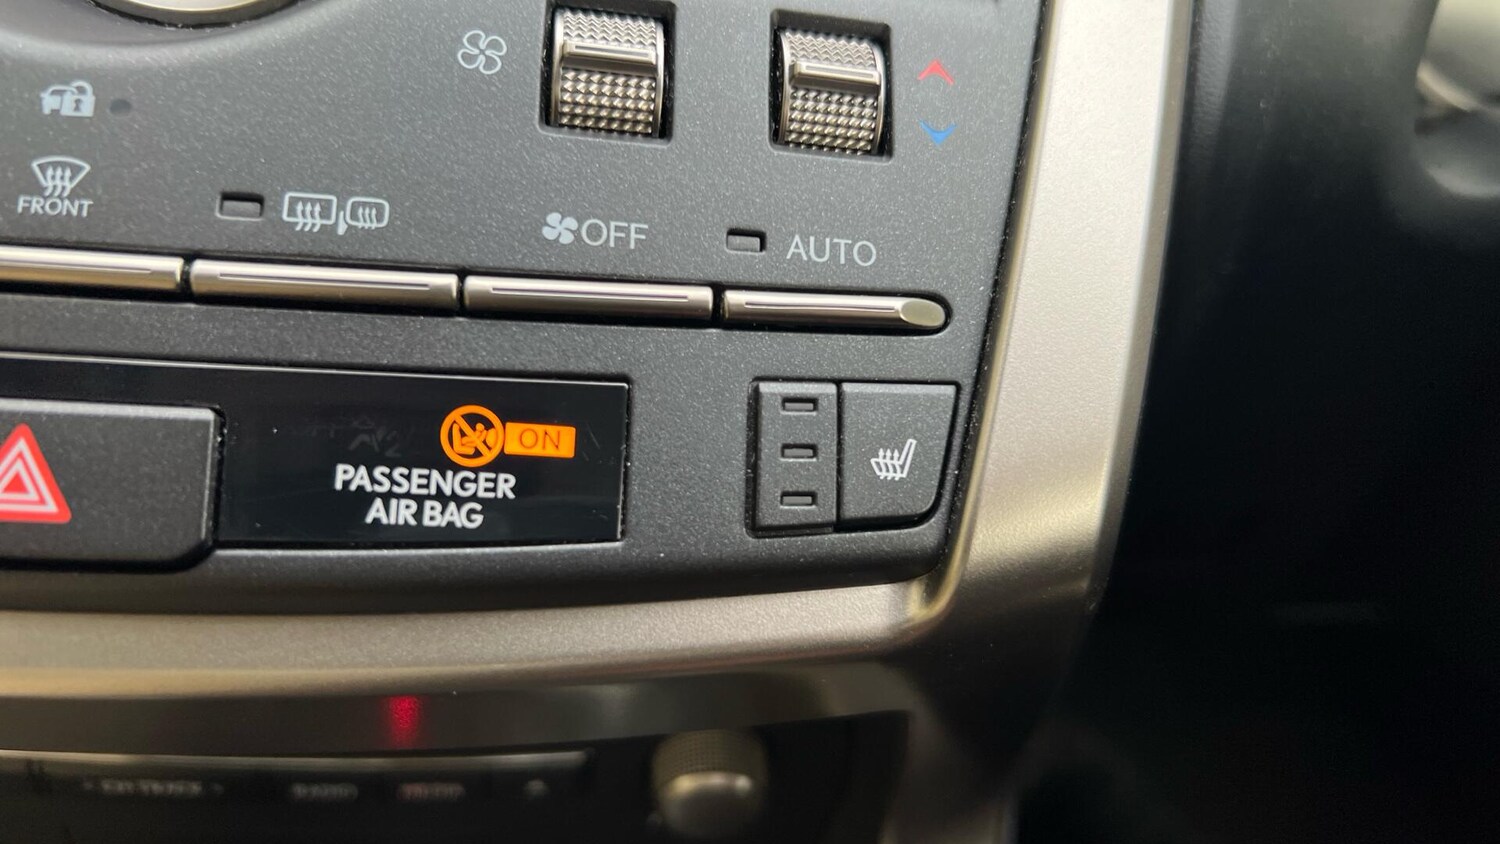 FRONT
OFF
AUTO
ON
PASSENGER
AIR BAG